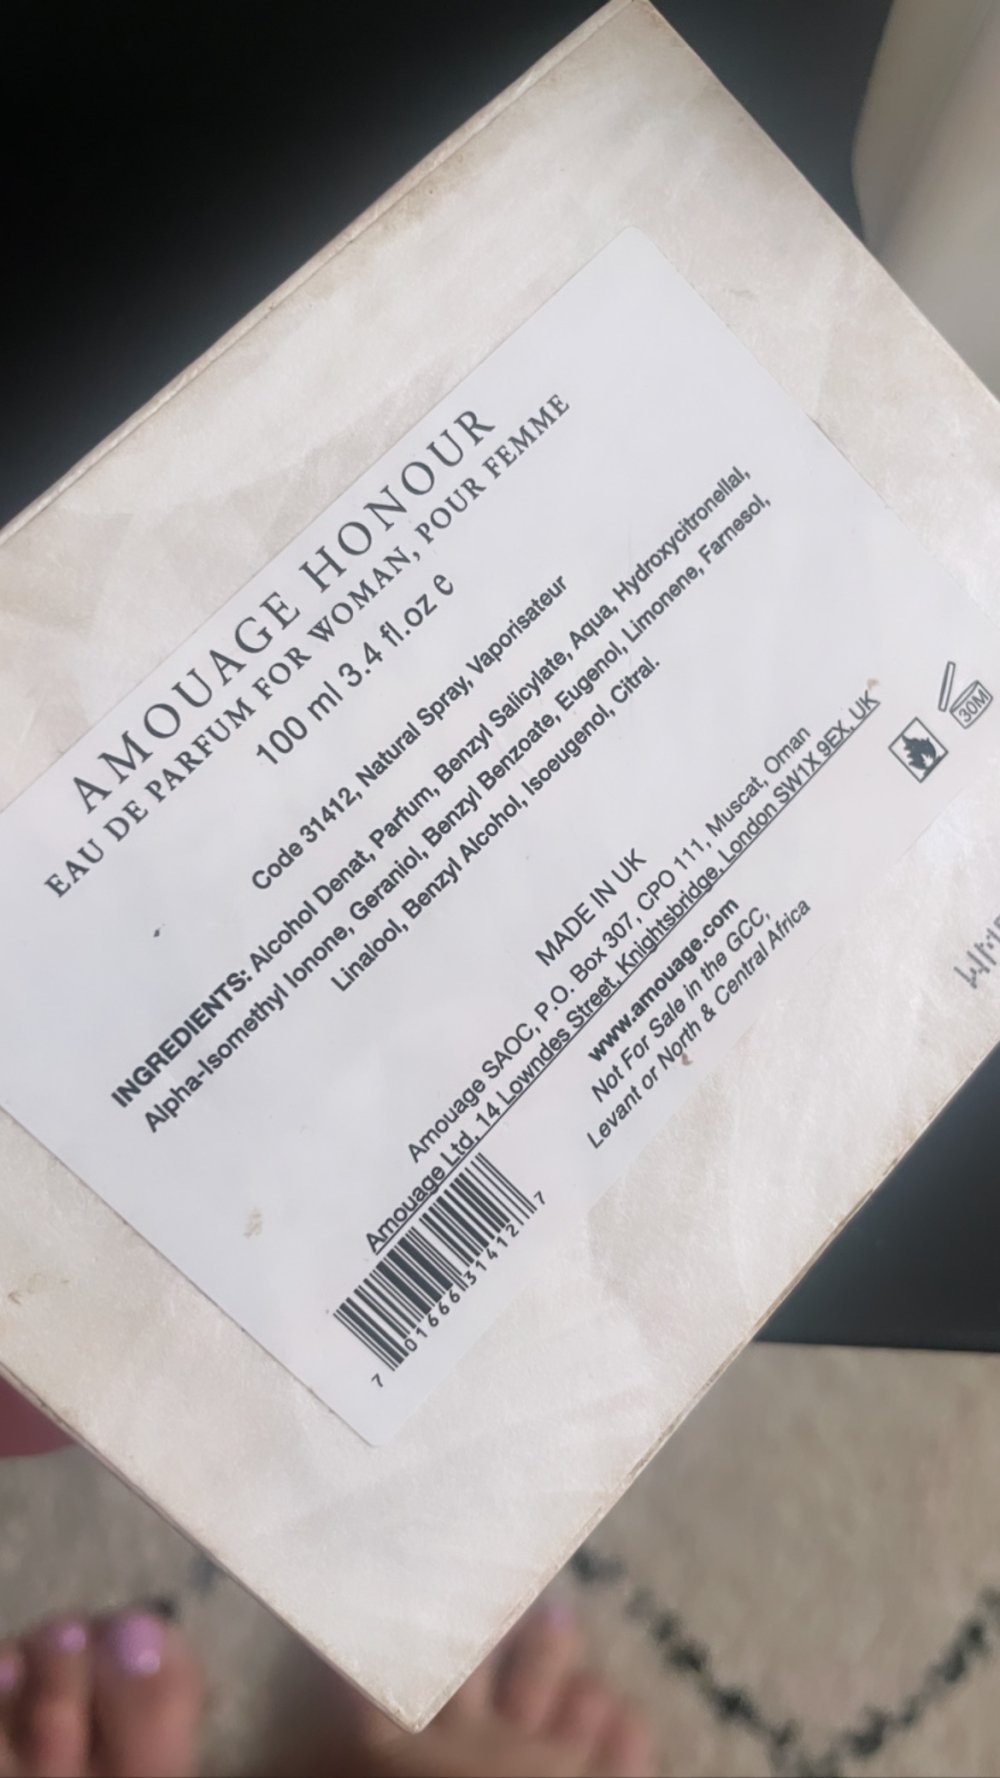 AMOUAGE HONOUR
EAU DE PARFUM FOR WOMAN, POUR FEMME
100 ml 3.4 fl.oz e
Code 31412, Natural Spray, Vaporisateur
INGREDIENTS: Alcohol Denat, Parfum, Benzyl Salicylate, Aqua, Hydroxycitronellal,
Alpha-Isomethyl Ionone, Geraniol, Benzyl Benzoate, Eugenol, Limonene, Farnesol,
Linalool, Benzyl Alcohol, Isoeugenol, Citral.
MADE IN UK
Amouage SAOC, P.O. Box 307, CPO 111, Muscat, Oman
Amouage Ltd, 14 Lowndes Street, Knightsbridge, London SW1X 9EX, UK
www.amouage.com
Not For Sale in the GCC,
Levant or North & Central Africa
30M
7 016663 314127